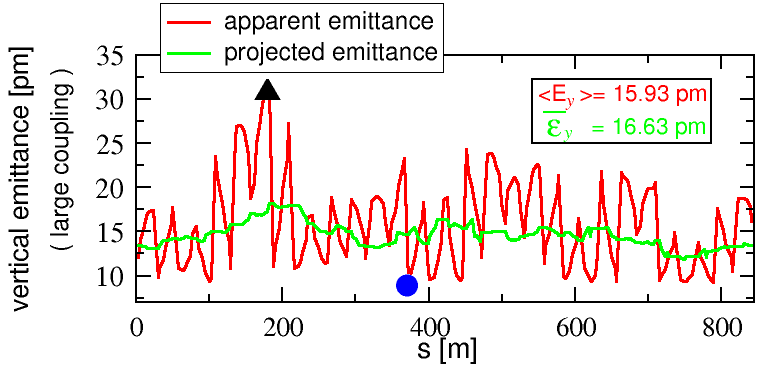 apparent emittance
projected emittance
vertical emittance [pm]
( large coupling )
35
30
25
20
15
10
<E_y >= 15.93 pm
ε̅_y = 16.63 pm
0
200
400
600
800
s [m]